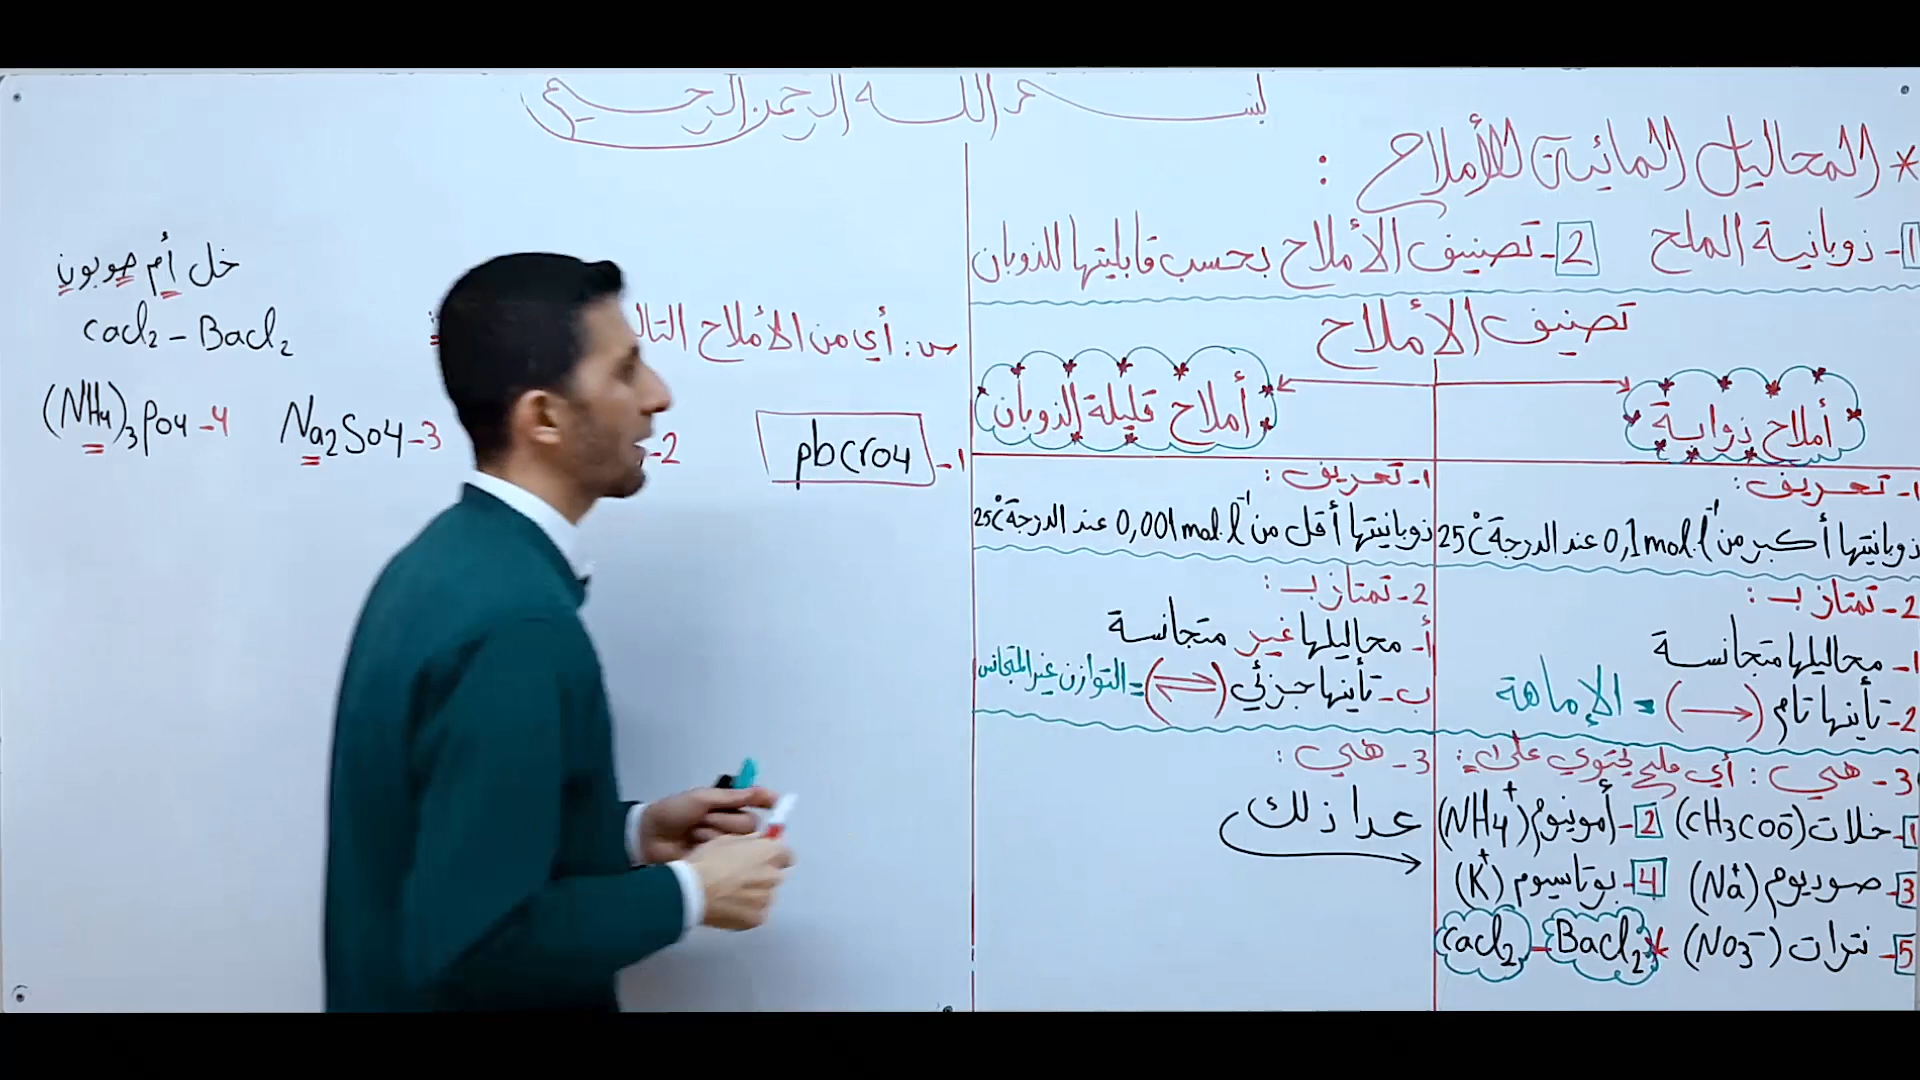 بسم الله الرحمن الرحيم
* المحاليل المائية للأملاح :
1- ذوبانية الملح 2- تصنيف الأملاح بحسب قابليتها للذوبان
تصنيف الأملاح
أملاح ذوابة
1- تعريف :
ذوبانيتها أكبر من 0,1 mol.l⁻¹ عند الدرجة 25°C
2- تمتاز بـ :
1- محاليلها متجانسة
2- تأينها تام (→) = الإماهة
3- هي : أي ملح يحتوي على :
1- خلات (CH3COO⁻) 2- أمونيوم (NH4⁺)
3- صوديوم (Na⁺) 4- بوتاسيوم (K⁺)
5- نترات (NO3⁻) * BaCl2 - CaCl2
أملاح قليلة الذوبان
1- تعريف :
ذوبانيتها أقل من 0,001 mol.l⁻¹ عند الدرجة 25°C
2- تمتاز بـ :
أ- محاليلها غير متجانسة
ب- تأينها جزئي (⇌) = التوازن غير المتجانس
3- هي :
عدا ذلك
س : أي من الأملاح
1- pbCrO4
2-
3- Na2SO4
4- (NH4)3PO4
خل أم صوبون
CaCl2 - BaCl2